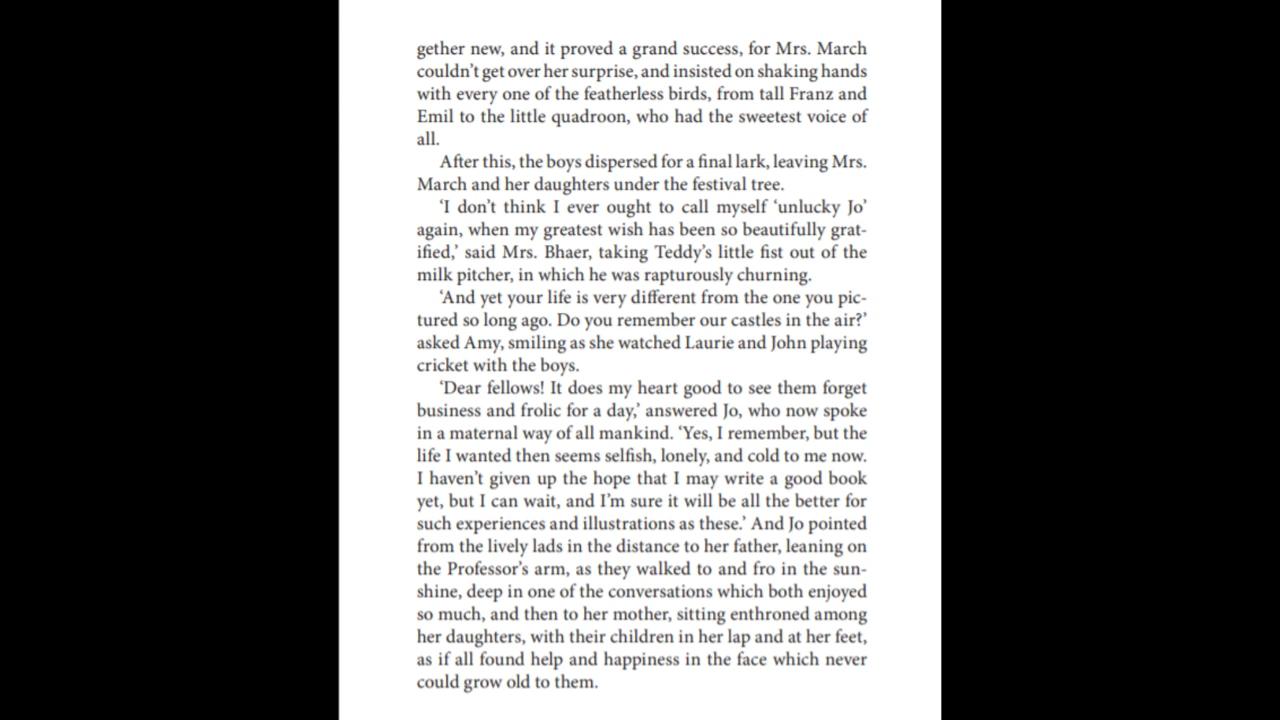 gether new, and it proved a grand success, for Mrs. March
couldn’t get over her surprise, and insisted on shaking hands
with every one of the featherless birds, from tall Franz and
Emil to the little quadroon, who had the sweetest voice of
all.
After this, the boys dispersed for a final lark, leaving Mrs.
March and her daughters under the festival tree.
‘I don’t think I ever ought to call myself ‘unlucky Jo’
again, when my greatest wish has been so beautifully grat-
ified,’ said Mrs. Bhaer, taking Teddy’s little fist out of the
milk pitcher, in which he was rapturously churning.
‘And yet your life is very different from the one you pic-
tured so long ago. Do you remember our castles in the air?’
asked Amy, smiling as she watched Laurie and John playing
cricket with the boys.
‘Dear fellows! It does my heart good to see them forget
business and frolic for a day,’ answered Jo, who now spoke
in a maternal way of all mankind. ‘Yes, I remember, but the
life I wanted then seems selfish, lonely, and cold to me now.
I haven’t given up the hope that I may write a good book
yet, but I can wait, and I’m sure it will be all the better for
such experiences and illustrations as these.’ And Jo pointed
from the lively lads in the distance to her father, leaning on
the Professor’s arm, as they walked to and fro in the sun-
shine, deep in one of the conversations which both enjoyed
so much, and then to her mother, sitting enthroned among
her daughters, with their children in her lap and at her feet,
as if all found help and happiness in the face which never
could grow old to them.